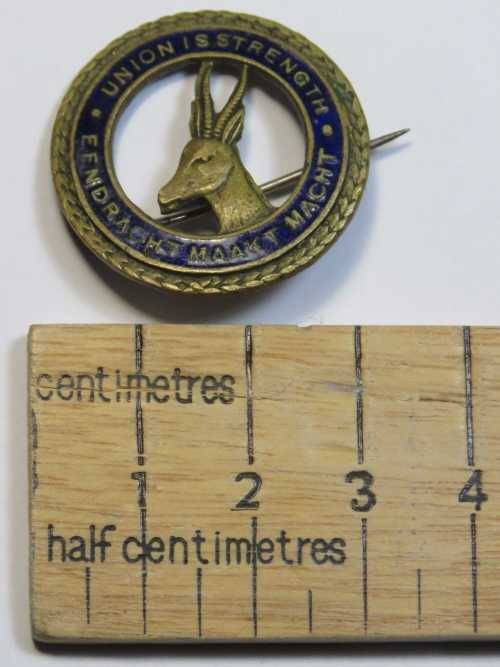 UNION IS STRENGTH
EENDRACHT MAAKT MACHT
centimetres
1 2 3 4
half centimetres